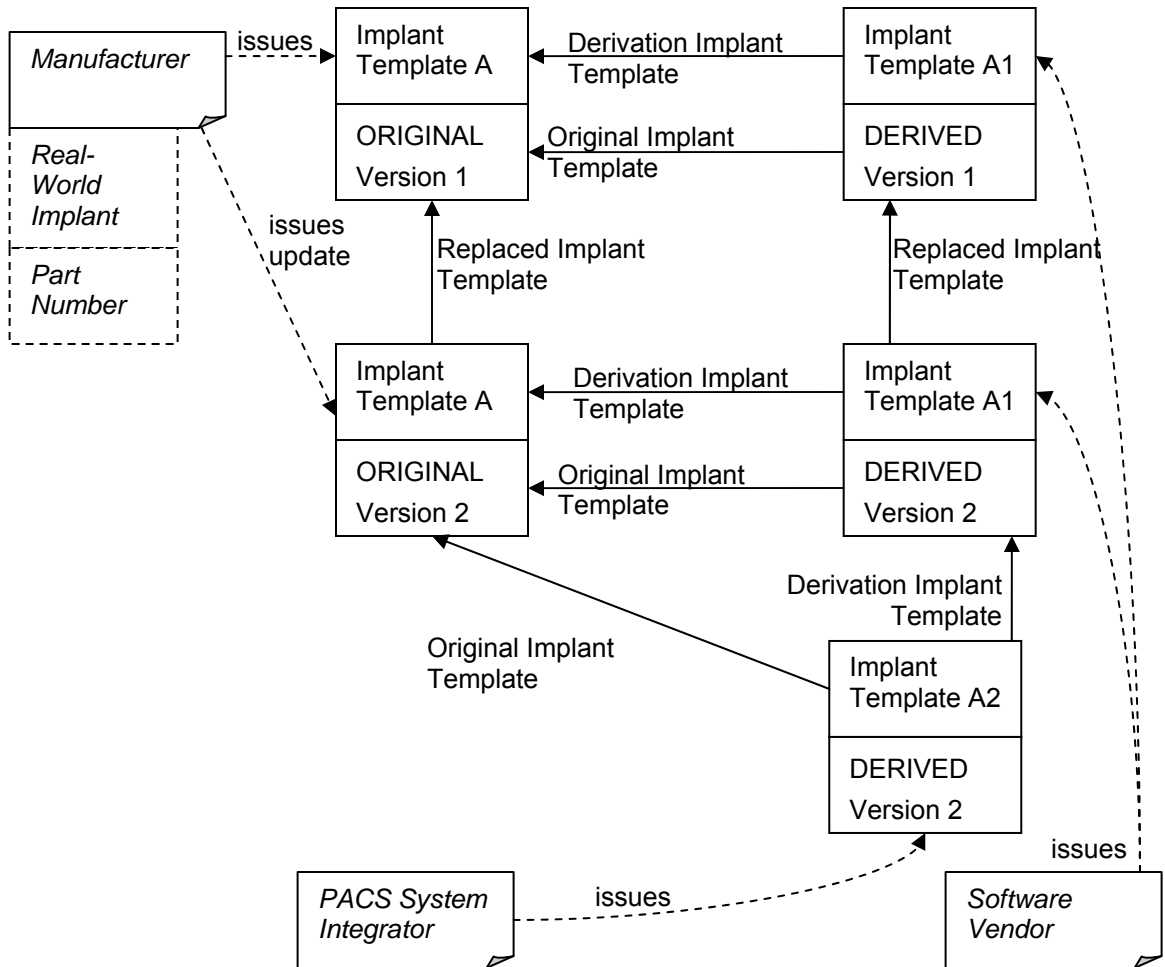 issues
Manufacturer
Real-
World
Implant
Part
Number
Implant
Template A
ORIGINAL
Version 1
Derivation Implant
Template
Original Implant
Template
Implant
Template A1
DERIVED
Version 1
issues
update
Replaced Implant
Template
Replaced Implant
Template
Implant
Template A
ORIGINAL
Version 2
Derivation Implant
Template
Original Implant
Template
Implant
Template A1
DERIVED
Version 2
Original Implant
Template
Derivation Implant
Template
Implant
Template A2
DERIVED
Version 2
PACS System
Integrator
issues
issues
Software
Vendor